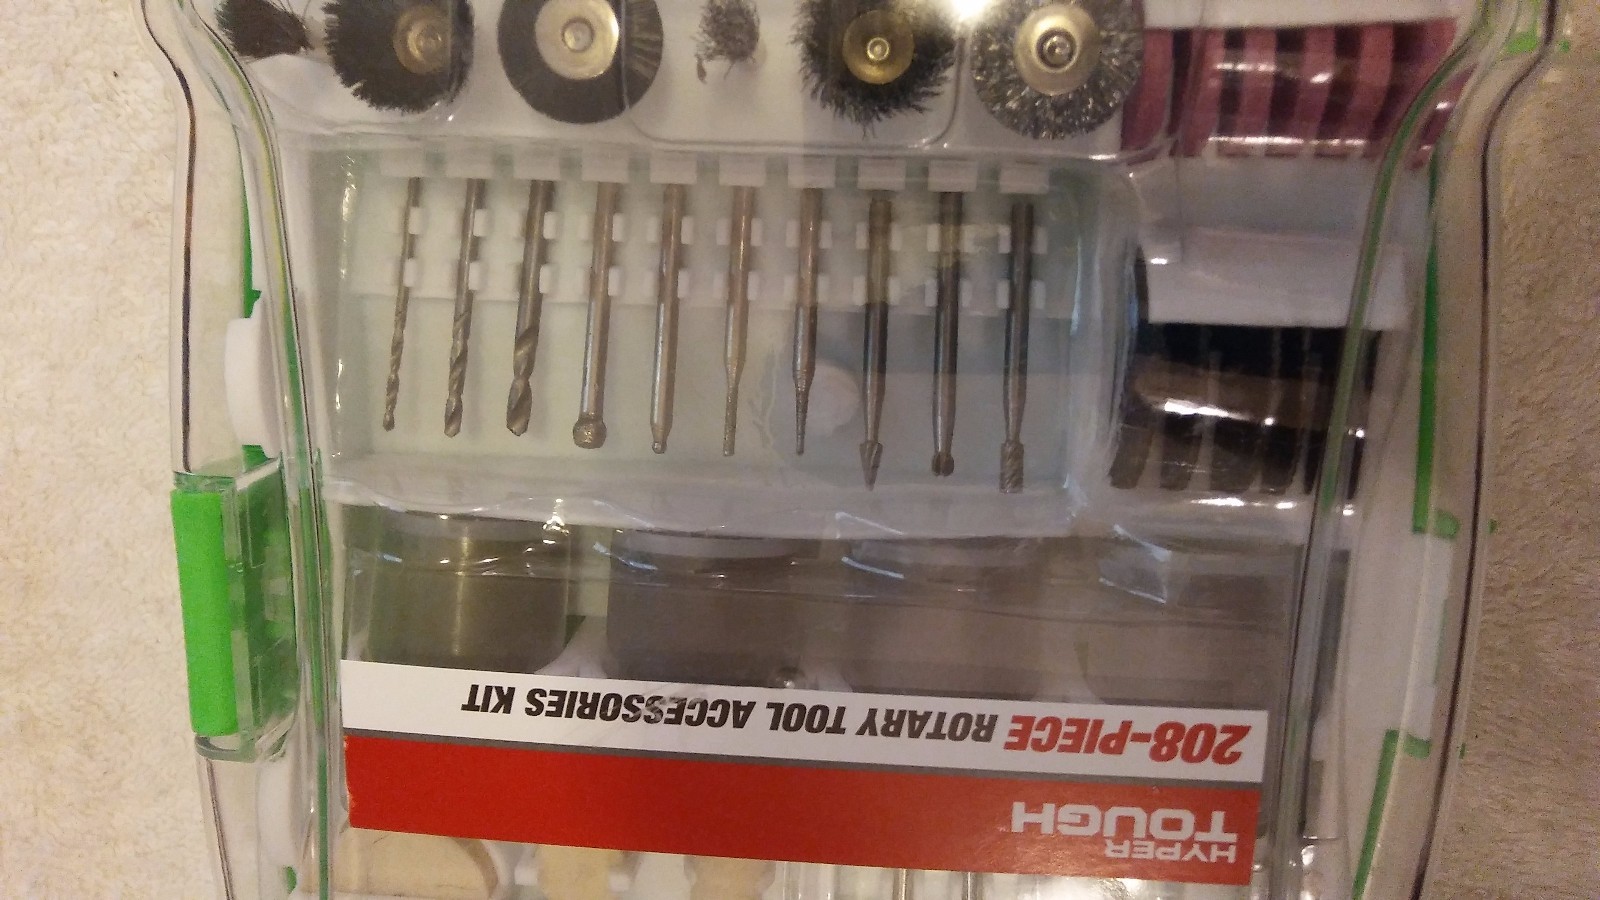 HYPER
TOUGH
208-PIECE ROTARY TOOL ACCESSORIES KIT